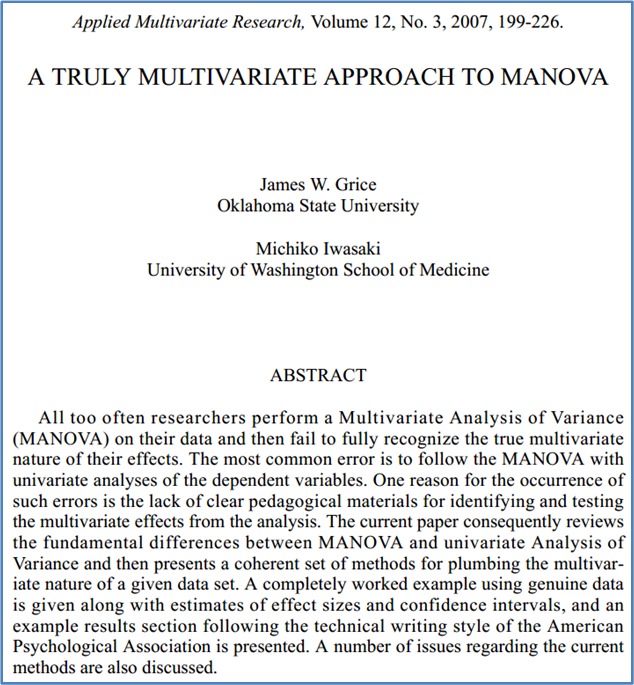 Applied Multivariate Research, Volume 12, No. 3, 2007, 199-226.
A TRULY MULTIVARIATE APPROACH TO MANOVA
James W. Grice
Oklahoma State University
Michiko Iwasaki
University of Washington School of Medicine
ABSTRACT
All too often researchers perform a Multivariate Analysis of Variance
(MANOVA) on their data and then fail to fully recognize the true multivariate
nature of their effects. The most common error is to follow the MANOVA with
univariate analyses of the dependent variables. One reason for the occurrence of
such errors is the lack of clear pedagogical materials for identifying and testing
the multivariate effects from the analysis. The current paper consequently reviews
the fundamental differences between MANOVA and univariate Analysis of
Variance and then presents a coherent set of methods for plumbing the multivar-
iate nature of a given data set. A completely worked example using genuine data
is given along with estimates of effect sizes and confidence intervals, and an
example results section following the technical writing style of the American
Psychological Association is presented. A number of issues regarding the current
methods are also discussed.